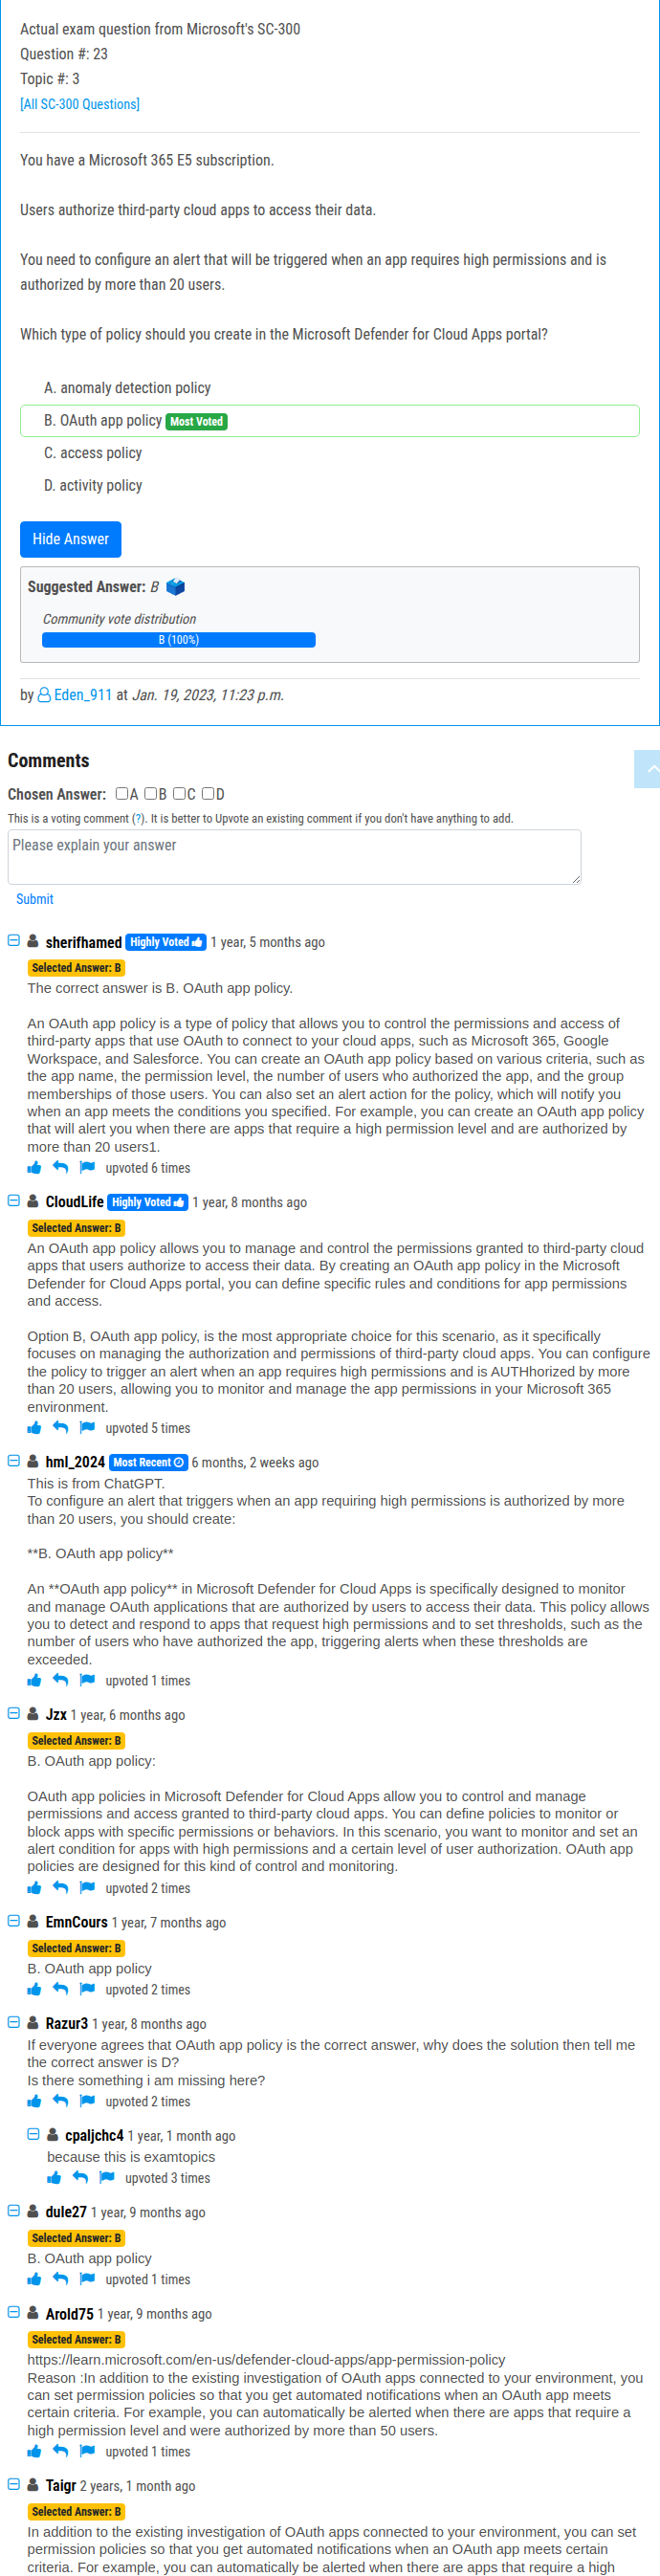 Actual exam question from Microsoft's SC-300
Question #: 23
Topic #: 3
[All SC-300 Questions]
You have a Microsoft 365 E5 subscription.
Users authorize third-party cloud apps to access their data.
You need to configure an alert that will be triggered when an app requires high permissions and is
authorized by more than 20 users.
Which type of policy should you create in the Microsoft Defender for Cloud Apps portal?
A. anomaly detection policy
B. OAuth app policy Most Voted
C. access policy
D. activity policy
Hide Answer
Suggested Answer: B
Community vote distribution
B (100%)
by Eden_911 at Jan. 19, 2023, 11:23 p.m.
Comments
Chosen Answer: A B C D
This is a voting comment (?). It is better to Upvote an existing comment if you don't have anything to add.
Please explain your answer
Submit
sherifhamed Highly Voted 1 year, 5 months ago
Selected Answer: B
The correct answer is B. OAuth app policy.
An OAuth app policy is a type of policy that allows you to control the permissions and access of
third-party apps that use OAuth to connect to your cloud apps, such as Microsoft 365, Google
Workspace, and Salesforce. You can create an OAuth app policy based on various criteria, such as
the app name, the permission level, the number of users who authorized the app, and the group
memberships of those users. You can also set an alert action for the policy, which will notify you
when an app meets the conditions you specified. For example, you can create an OAuth app policy
that will alert you when there are apps that require a high permission level and are authorized by
more than 20 users1.
upvoted 6 times
CloudLife Highly Voted 1 year, 8 months ago
Selected Answer: B
An OAuth app policy allows you to manage and control the permissions granted to third-party cloud
apps that users authorize to access their data. By creating an OAuth app policy in the Microsoft
Defender for Cloud Apps portal, you can define specific rules and conditions for app permissions
and access.
Option B, OAuth app policy, is the most appropriate choice for this scenario, as it specifically
focuses on managing the authorization and permissions of third-party cloud apps. You can configure
the policy to trigger an alert when an app requires high permissions and is AUTHhorized by more
than 20 users, allowing you to monitor and manage the app permissions in your Microsoft 365
environment.
upvoted 5 times
hml_2024 Most Recent 6 months, 2 weeks ago
This is from ChatGPT.
To configure an alert that triggers when an app requiring high permissions is authorized by more
than 20 users, you should create:
**B. OAuth app policy**
An **OAuth app policy** in Microsoft Defender for Cloud Apps is specifically designed to monitor
and manage OAuth applications that are authorized by users to access their data. This policy allows
you to detect and respond to apps that request high permissions and to set thresholds, such as the
number of users who have authorized the app, triggering alerts when these thresholds are
exceeded.
upvoted 1 times
Jzx 1 year, 6 months ago
Selected Answer: B
B. OAuth app policy:
OAuth app policies in Microsoft Defender for Cloud Apps allow you to control and manage
permissions and access granted to third-party cloud apps. You can define policies to monitor or
block apps with specific permissions or behaviors. In this scenario, you want to monitor and set an
alert condition for apps with high permissions and a certain level of user authorization. OAuth app
policies are designed for this kind of control and monitoring.
upvoted 2 times
EmnCours 1 year, 7 months ago
Selected Answer: B
B. OAuth app policy
upvoted 2 times
Razur3 1 year, 8 months ago
If everyone agrees that OAuth app policy is the correct answer, why does the solution then tell me
the correct answer is D?
Is there something i am missing here?
upvoted 2 times
cpaljchc4 1 year, 1 month ago
because this is examtopics
upvoted 3 times
dule27 1 year, 9 months ago
Selected Answer: B
B. OAuth app policy
upvoted 1 times
Arold75 1 year, 9 months ago
Selected Answer: B
https://learn.microsoft.com/en-us/defender-cloud-apps/app-permission-policy
Reason :In addition to the existing investigation of OAuth apps connected to your environment, you
can set permission policies so that you get automated notifications when an OAuth app meets
certain criteria. For example, you can automatically be alerted when there are apps that require a
high permission level and were authorized by more than 50 users.
upvoted 1 times
Taigr 2 years, 1 month ago
Selected Answer: B
In addition to the existing investigation of OAuth apps connected to your environment, you can set
permission policies so that you get automated notifications when an OAuth app meets certain
criteria. For example, you can automatically be alerted when there are apps that require a high